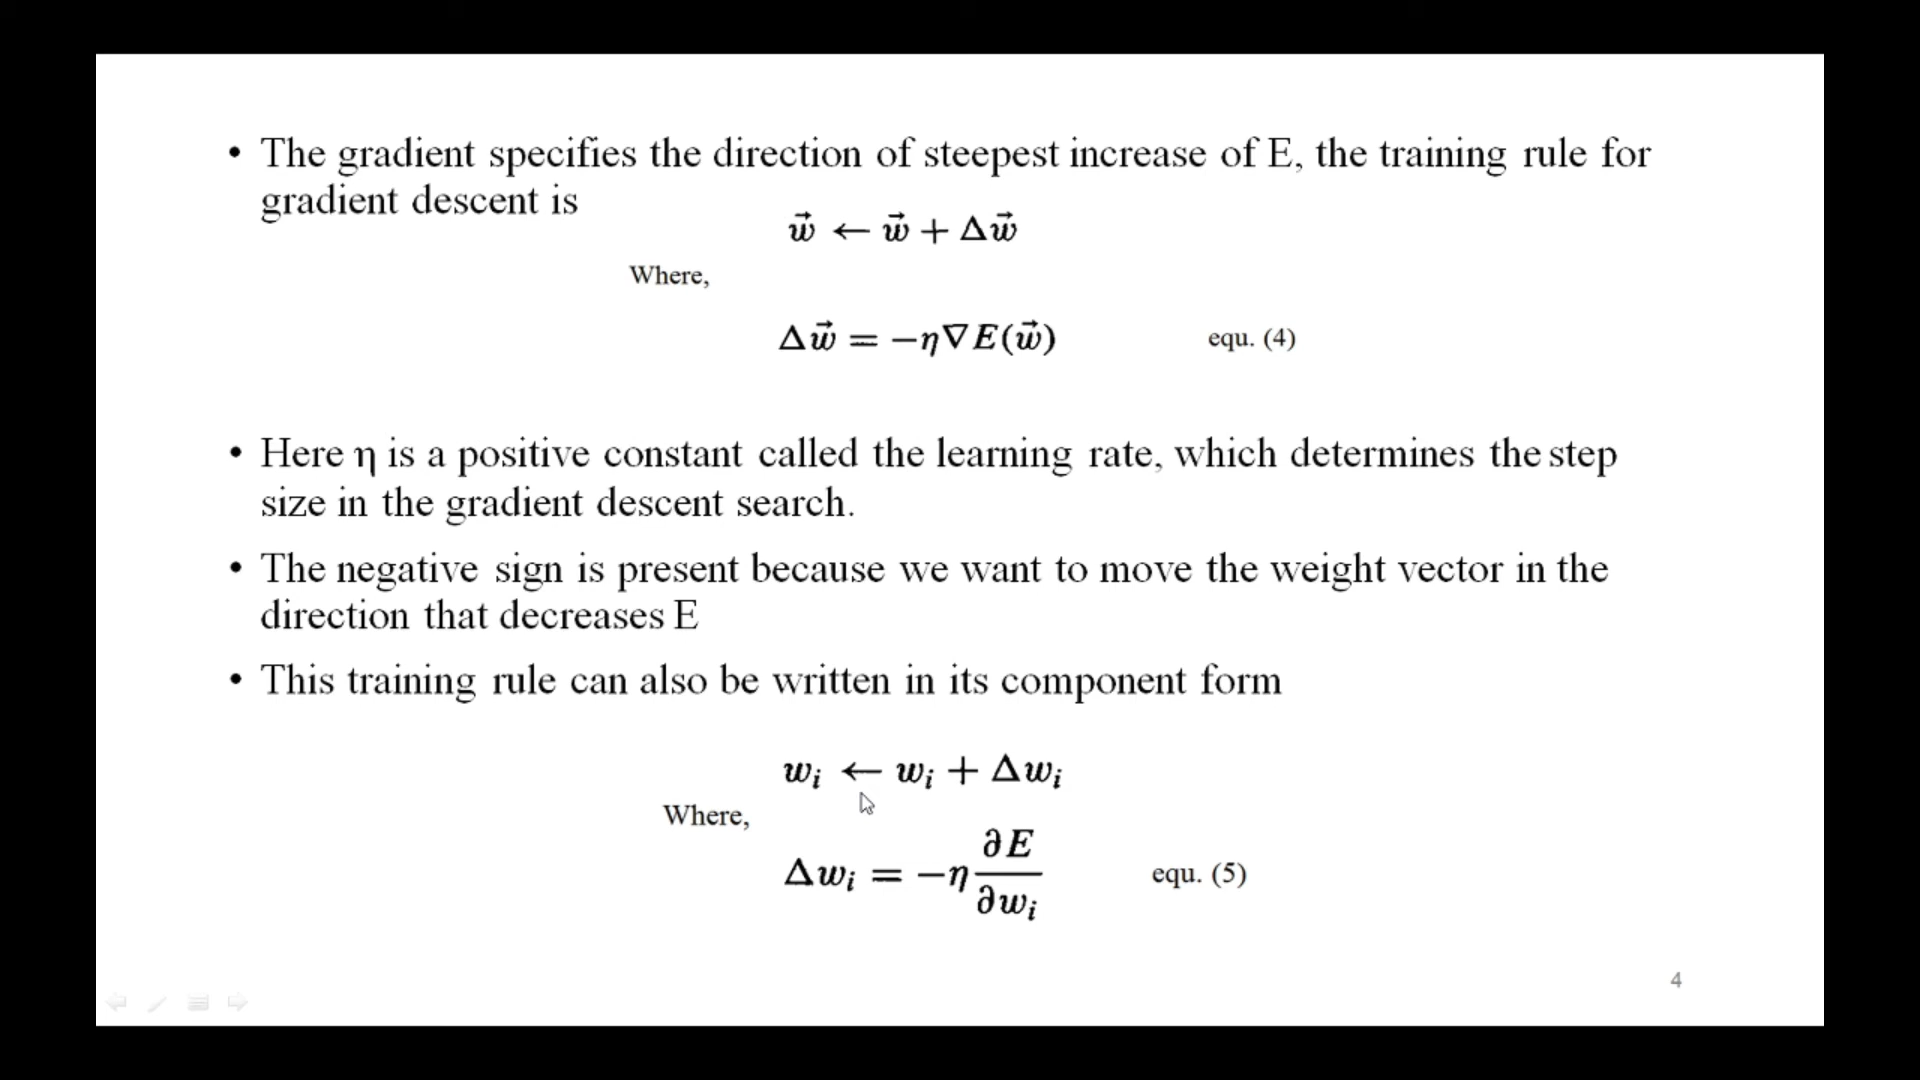 • The gradient specifies the direction of steepest increase of E, the training rule for
gradient descent is
w⃗ ← w⃗ + Δw⃗
Where,
Δw⃗ = −η∇E(w⃗) equ. (4)
• Here η is a positive constant called the learning rate, which determines the step
size in the gradient descent search.
• The negative sign is present because we want to move the weight vector in the
direction that decreases E
• This training rule can also be written in its component form
wᵢ ← wᵢ + Δwᵢ
Where,
Δwᵢ = −η ∂E/∂wᵢ equ. (5)
4